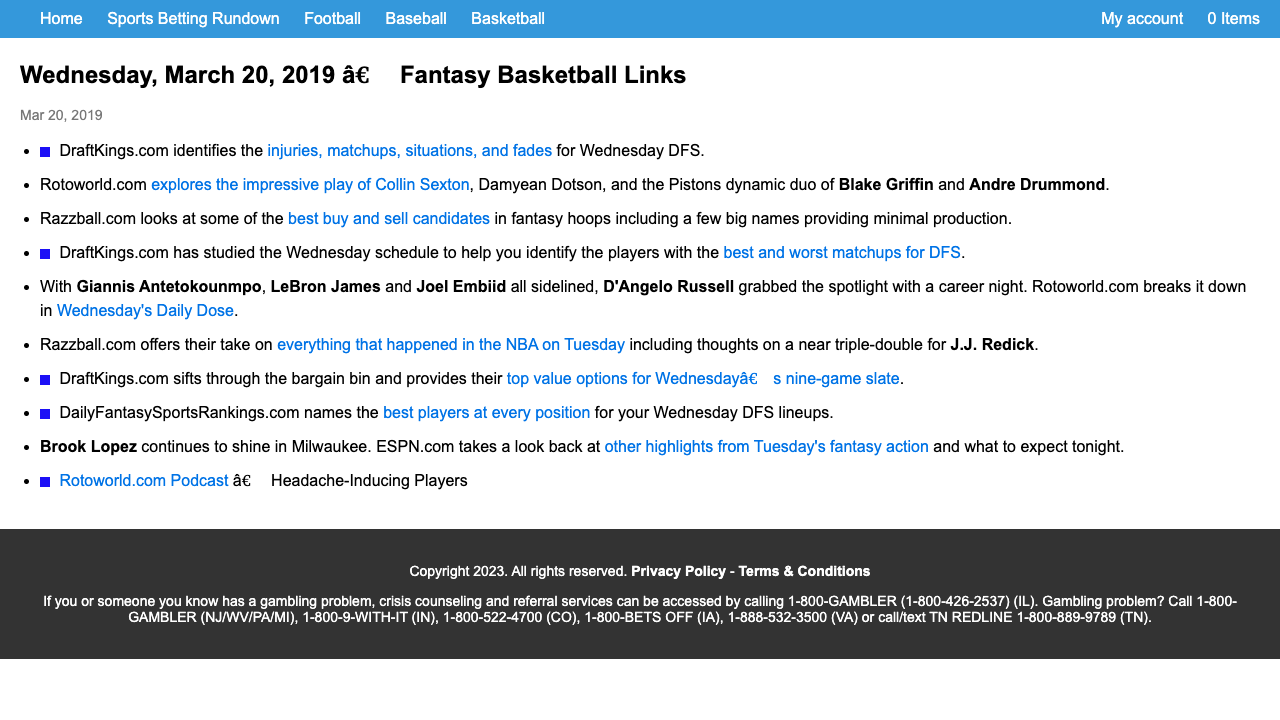 Home Sports Betting Rundown Football Baseball Basketball My account 0 Items
Wednesday, March 20, 2019 â€ Fantasy Basketball Links
Mar 20, 2019
DraftKings.com identifies the injuries, matchups, situations, and fades for Wednesday DFS.
Rotoworld.com explores the impressive play of Collin Sexton, Damyean Dotson, and the Pistons dynamic duo of Blake Griffin and Andre Drummond.
Razzball.com looks at some of the best buy and sell candidates in fantasy hoops including a few big names providing minimal production.
DraftKings.com has studied the Wednesday schedule to help you identify the players with the best and worst matchups for DFS.
With Giannis Antetokounmpo, LeBron James and Joel Embiid all sidelined, D'Angelo Russell grabbed the spotlight with a career night. Rotoworld.com breaks it down
in Wednesday's Daily Dose.
Razzball.com offers their take on everything that happened in the NBA on Tuesday including thoughts on a near triple-double for J.J. Redick.
DraftKings.com sifts through the bargain bin and provides their top value options for Wednesdayâ€ s nine-game slate.
DailyFantasySportsRankings.com names the best players at every position for your Wednesday DFS lineups.
Brook Lopez continues to shine in Milwaukee. ESPN.com takes a look back at other highlights from Tuesday's fantasy action and what to expect tonight.
Rotoworld.com Podcast â€ Headache-Inducing Players
Copyright 2023. All rights reserved. Privacy Policy - Terms & Conditions
If you or someone you know has a gambling problem, crisis counseling and referral services can be accessed by calling 1-800-GAMBLER (1-800-426-2537) (IL). Gambling problem? Call 1-800-
GAMBLER (NJ/WV/PA/MI), 1-800-9-WITH-IT (IN), 1-800-522-4700 (CO), 1-800-BETS OFF (IA), 1-888-532-3500 (VA) or call/text TN REDLINE 1-800-889-9789 (TN).